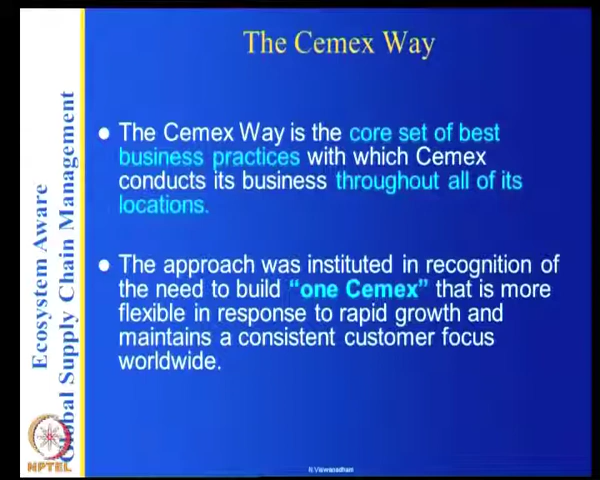 The Cemex Way
The Cemex Way is the core set of best
business practices with which Cemex
conducts its business throughout all of its
locations.
The approach was instituted in recognition of
the need to build "one Cemex" that is more
flexible in response to rapid growth and
maintains a consistent customer focus
worldwide.
Ecosystem Aware
Global Supply Chain Management
NPTEL
N.Viswanadham